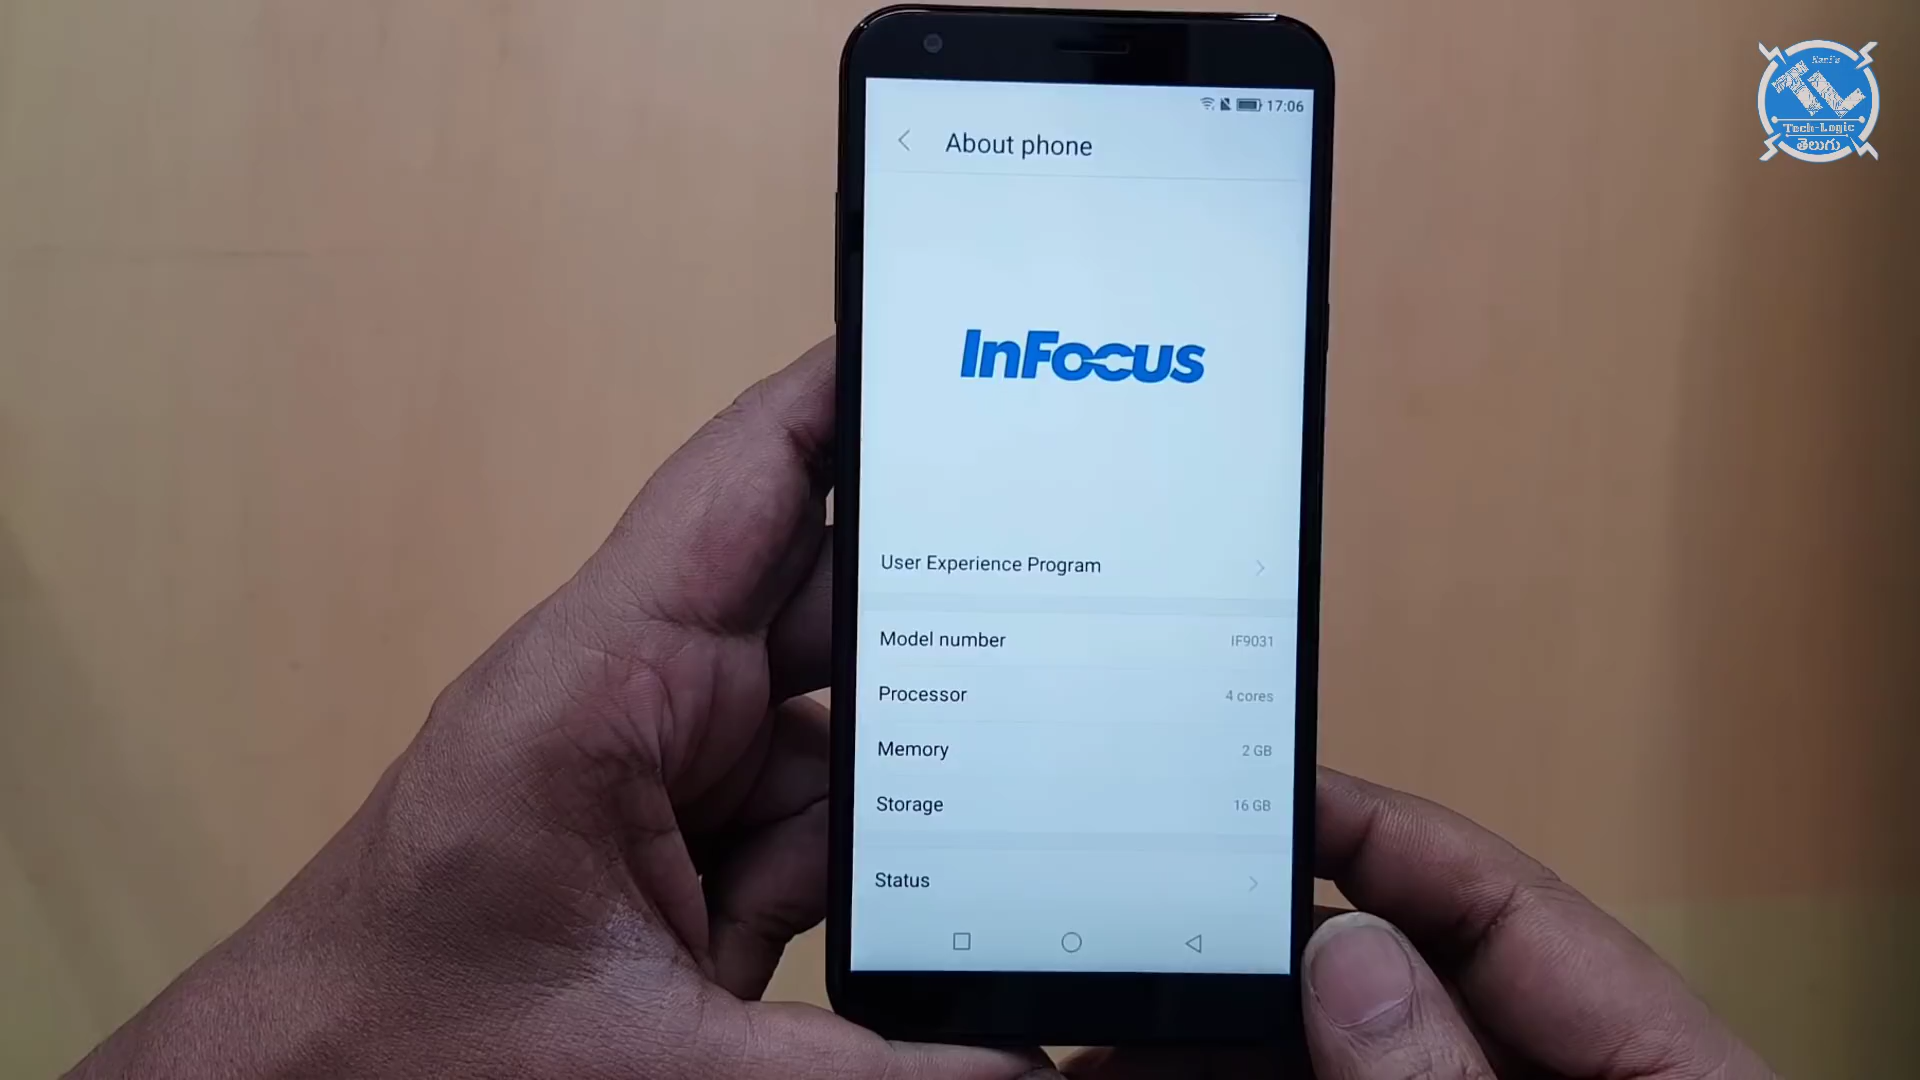 17:06
About phone
InFocus
User Experience Program
Model number IF9031
Processor 4 cores
Memory 2 GB
Storage 16 GB
Status
TL
Tech-Logic
తెలుగు